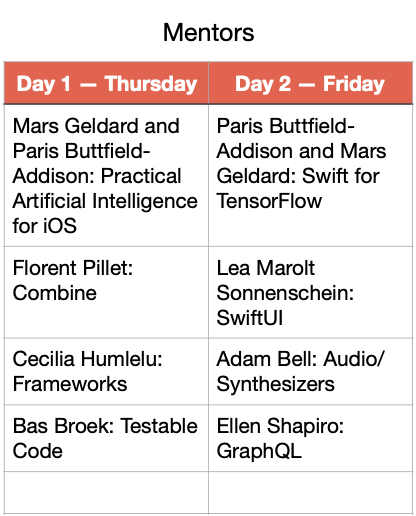 Mentors
Day 1 — Thursday
Day 2 — Friday
Mars Geldard and
Paris Buttfield-
Addison: Practical
Artificial Intelligence
for iOS
Paris Buttfield-
Addison and Mars
Geldard: Swift for
TensorFlow
Florent Pillet:
Combine
Lea Marolt
Sonnenschein:
SwiftUI
Cecilia Humlelu:
Frameworks
Adam Bell: Audio/
Synthesizers
Bas Broek: Testable
Code
Ellen Shapiro:
GraphQL